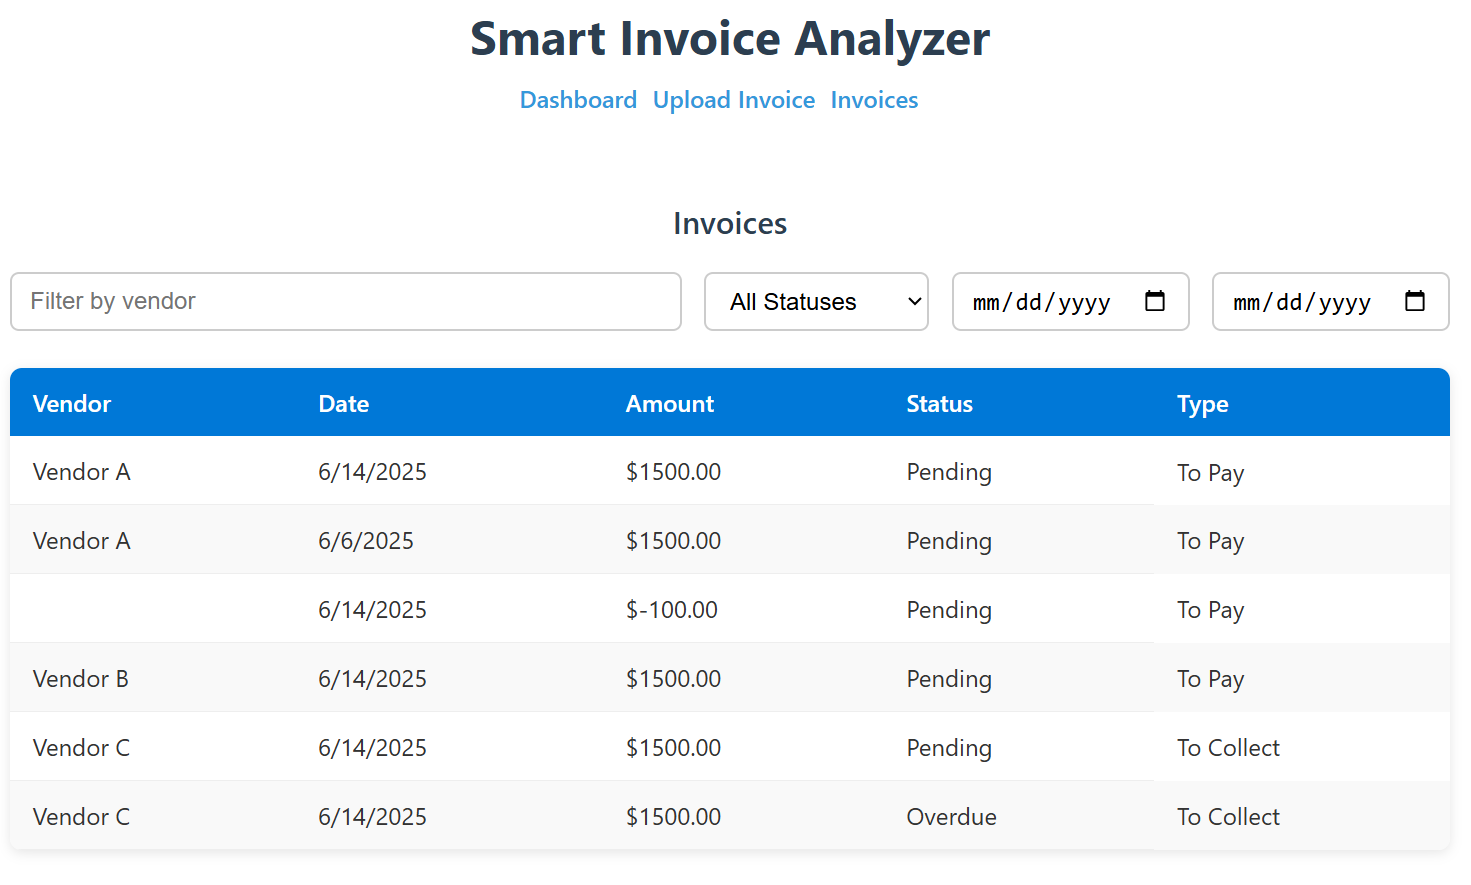 Smart Invoice Analyzer
Dashboard Upload Invoice Invoices
Invoices
Filter by vendor All Statuses mm/dd/yyyy mm/dd/yyyy
Vendor Date Amount Status Type
Vendor A 6/14/2025 $1500.00 Pending To Pay
Vendor A 6/6/2025 $1500.00 Pending To Pay
6/14/2025 $-100.00 Pending To Pay
Vendor B 6/14/2025 $1500.00 Pending To Pay
Vendor C 6/14/2025 $1500.00 Pending To Collect
Vendor C 6/14/2025 $1500.00 Overdue To Collect